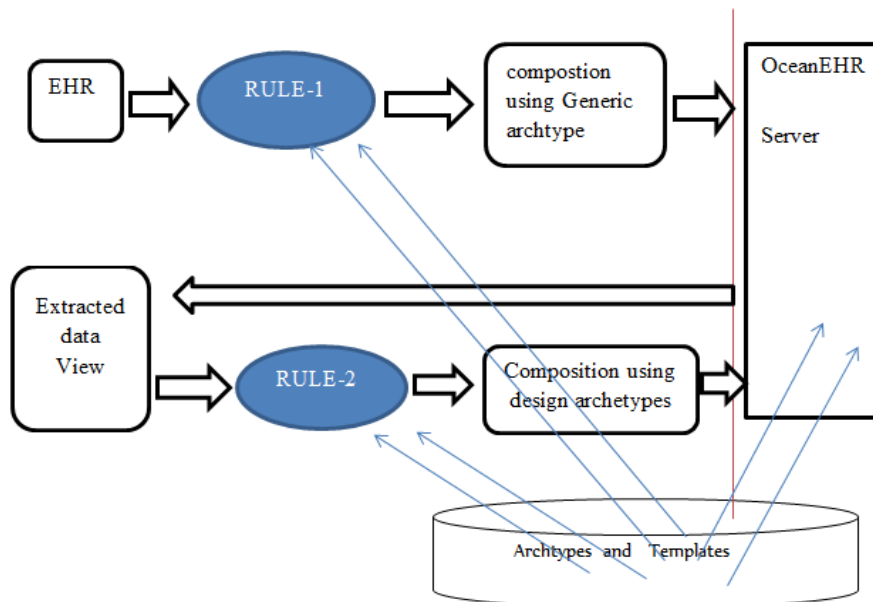 EHR
RULE-1
compostion
using Generic
archtype
OceanEHR
Server
Extracted
data
View
RULE-2
Composition using
design archetypes
Archtypes and Templates